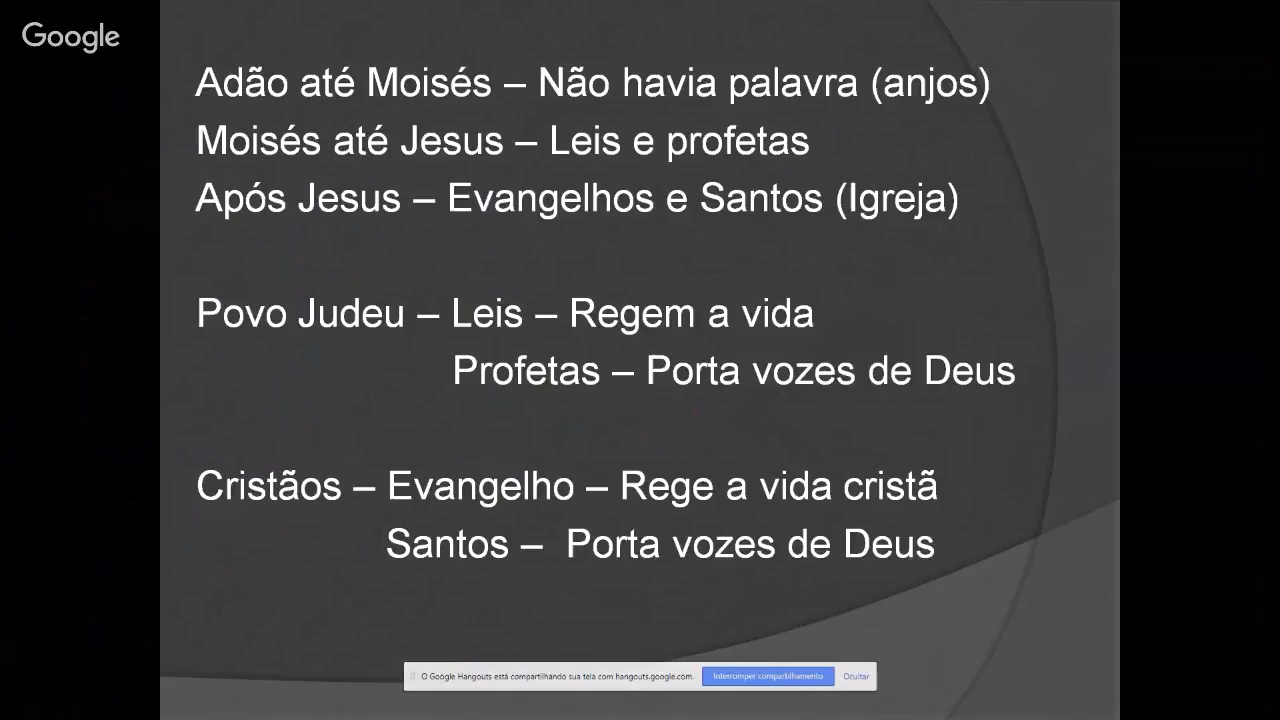 Google
Adão até Moisés – Não havia palavra (anjos)
Moisés até Jesus – Leis e profetas
Após Jesus – Evangelhos e Santos (Igreja)
Povo Judeu – Leis – Regem a vida
Profetas – Porta vozes de Deus
Cristãos – Evangelho – Rege a vida cristã
Santos – Porta vozes de Deus
O Google Hangouts está compartilhando sua tela com hangouts.google.com. Interromper compartilhamento Ocultar